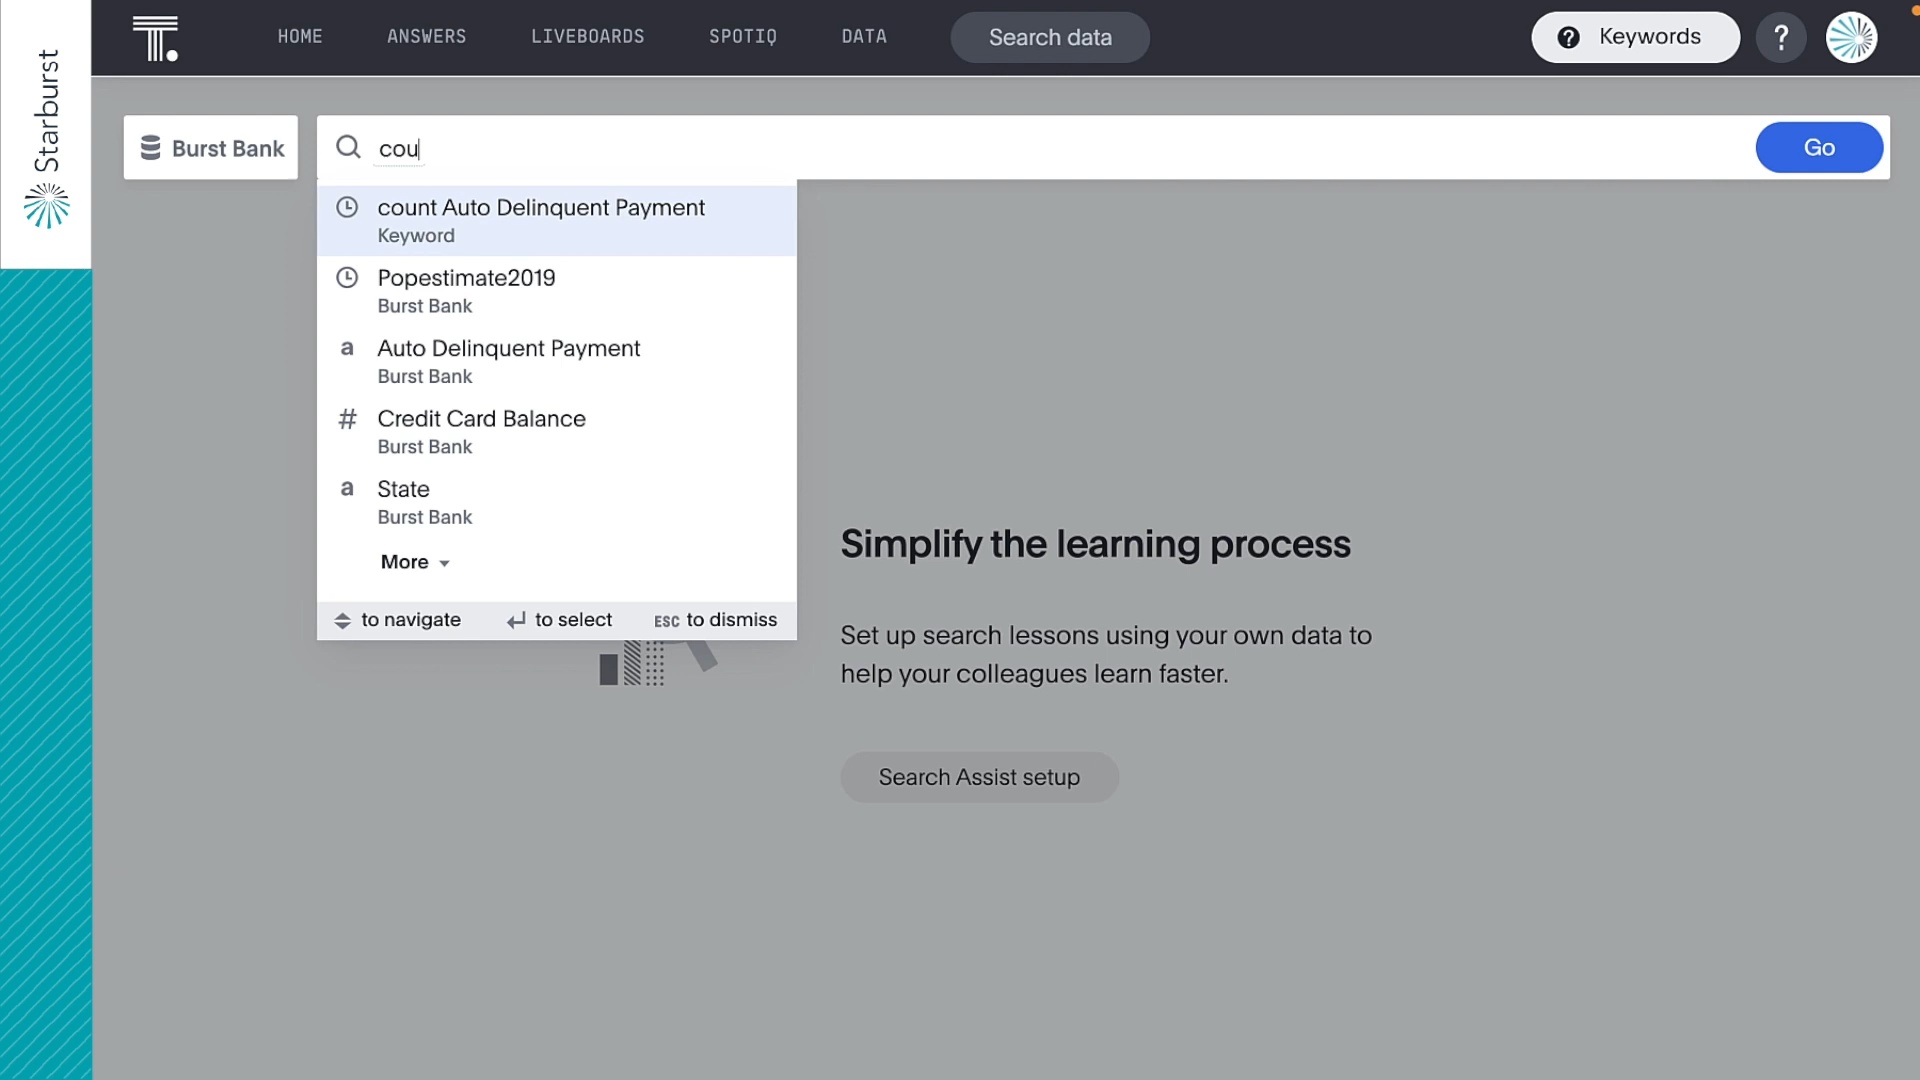 Starburst
HOME
ANSWERS
LIVEBOARDS
SPOTIQ
DATA
Search data
Keywords
?
Burst Bank
cou
Go
count Auto Delinquent Payment
Keyword
Popestimate2019
Burst Bank
a Auto Delinquent Payment
Burst Bank
# Credit Card Balance
Burst Bank
a State
Burst Bank
More
to navigate
to select
ESC to dismiss
Simplify the learning process
Set up search lessons using your own data to
help your colleagues learn faster.
Search Assist setup